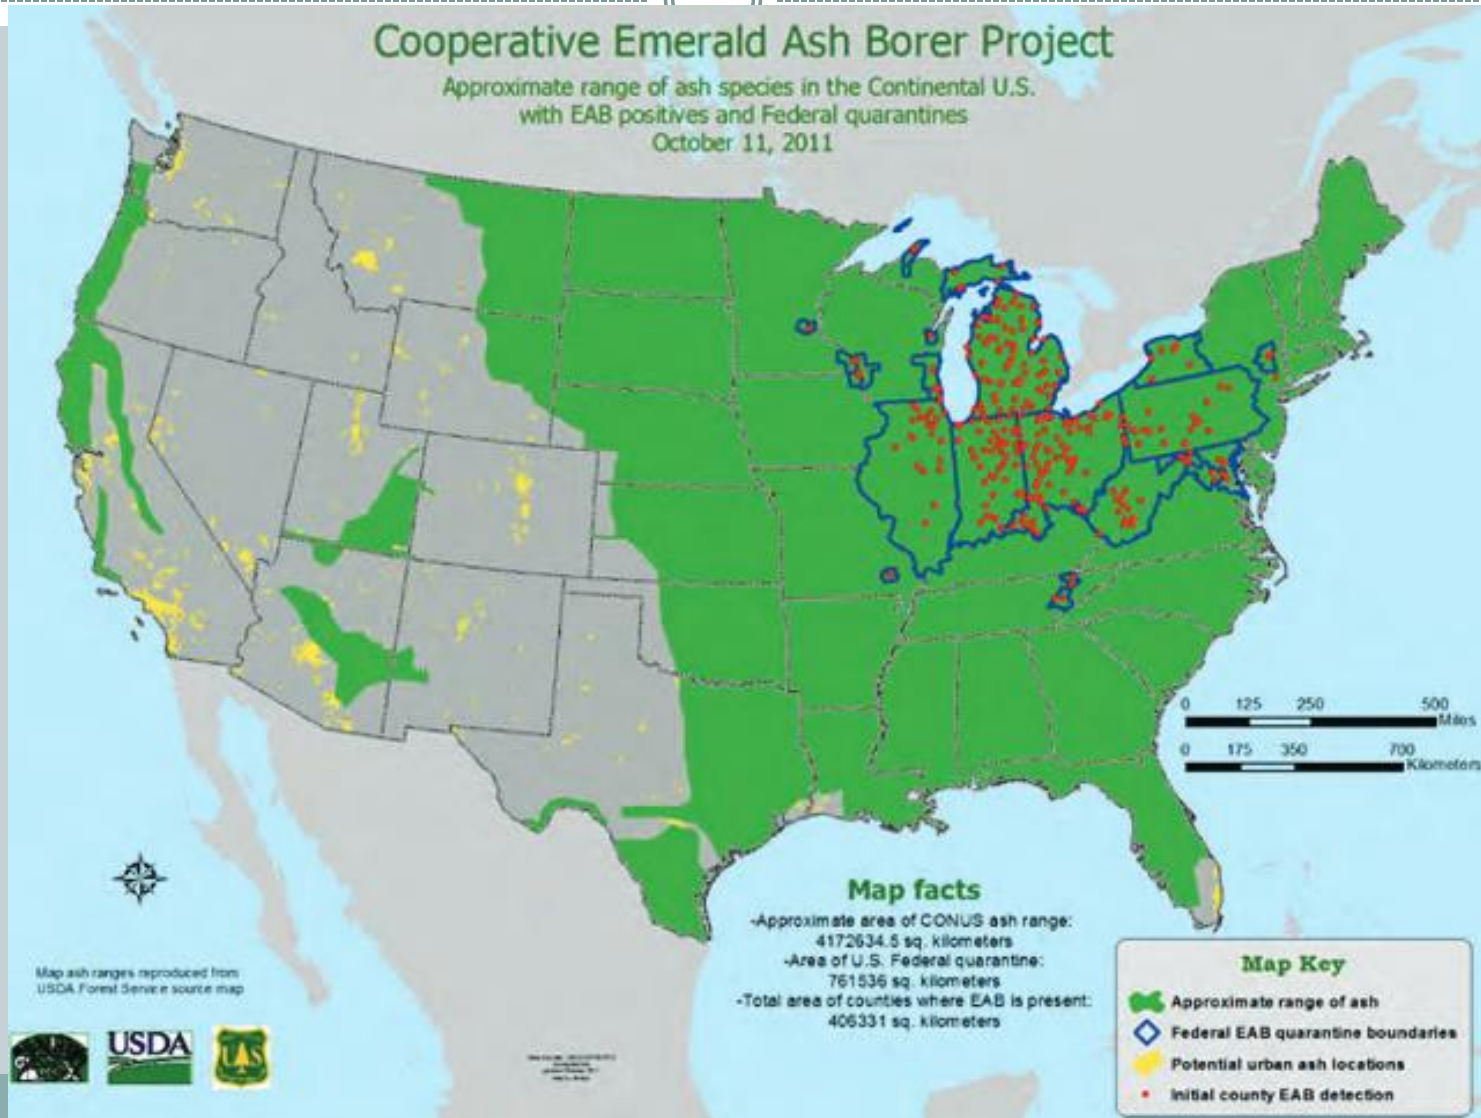 Cooperative Emerald Ash Borer Project
Approximate range of ash species in the Continental U.S.
with EAB positives and Federal quarantines
October 11, 2011
0 125 250 500
Miles
0 175 350 700
Kilometers
Map facts
-Approximate area of CONUS ash range:
4172634.5 sq. kilometers
-Area of U.S. Federal quarantine:
761536 sq. kilometers
-Total area of counties where EAB is present:
406331 sq. kilometers
Map ash ranges reproduced from
USDA Forest Service source map
USDA
UAS
Map Key
Approximate range of ash
Federal EAB quarantine boundaries
Potential urban ash locations
Initial county EAB detection